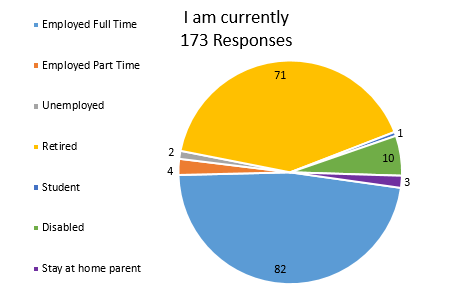 I am currently
173 Responses
Employed Full Time
Employed Part Time
Unemployed
Retired
Student
Disabled
Stay at home parent
71
1
10
3
82
4
2